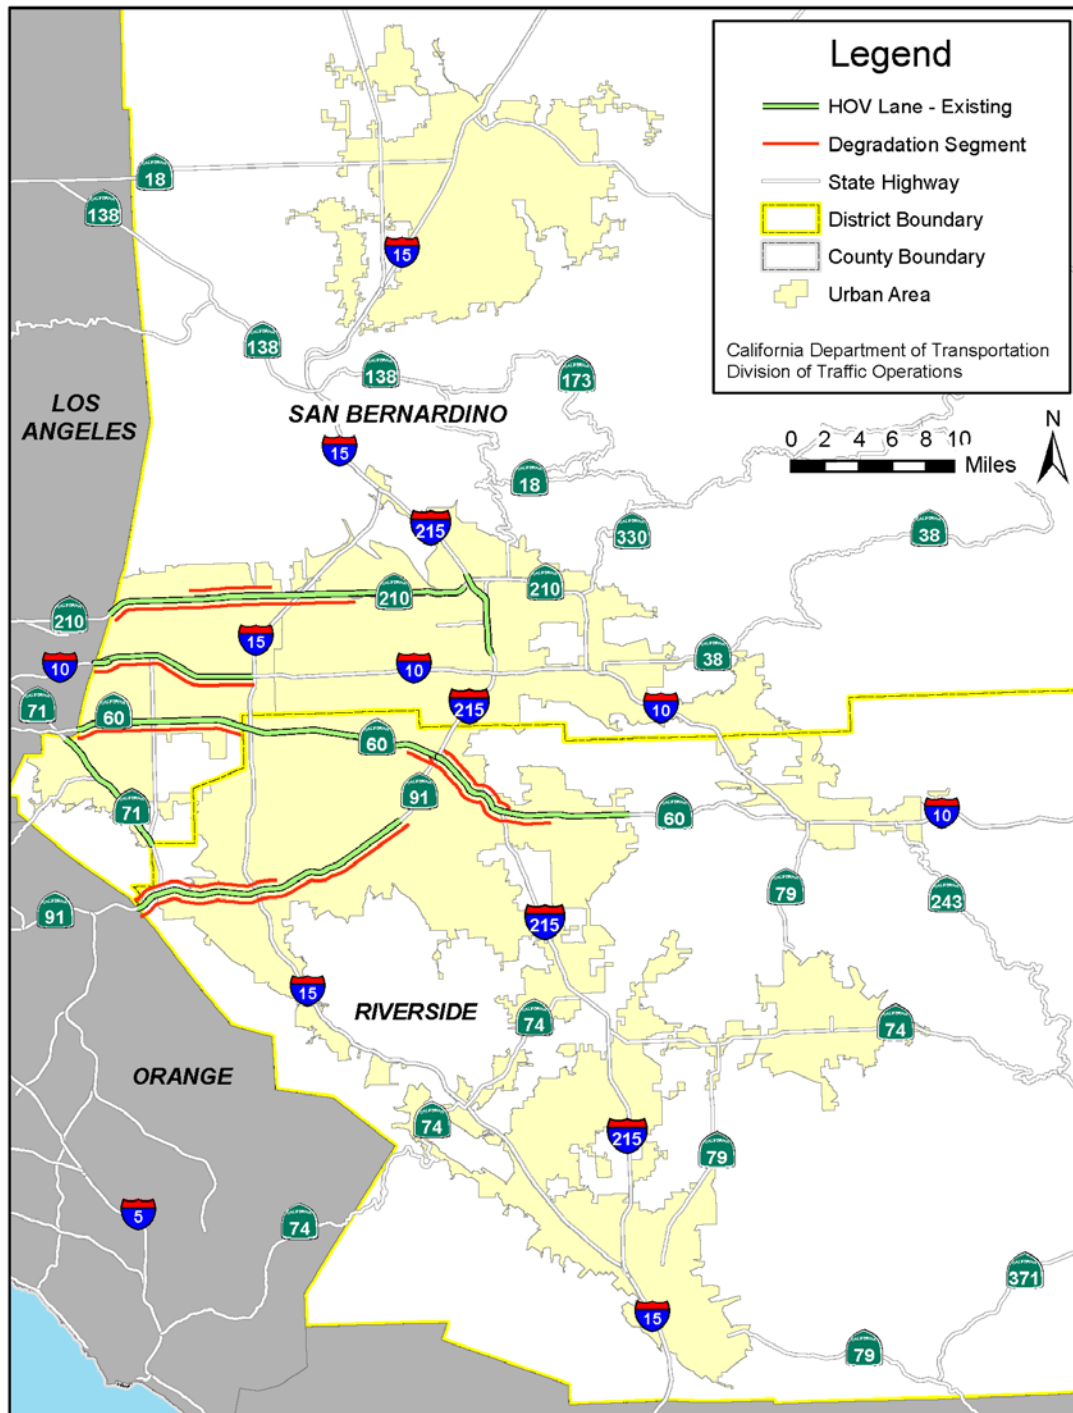 Legend
HOV Lane - Existing
Degradation Segment
State Highway
District Boundary
County Boundary
Urban Area
California Department of Transportation
Division of Traffic Operations
18
138
15
138
138
173
LOS
ANGELES
SAN BERNARDINO
N
0 2 4 6 8 10
Miles
15
18
215
330
38
210
210
210
15
10
10
38
71
60
215
10
60
91
71
60
10
79
243
91
215
15
RIVERSIDE
74
74
ORANGE
74
215
79
5
74
371
15
79